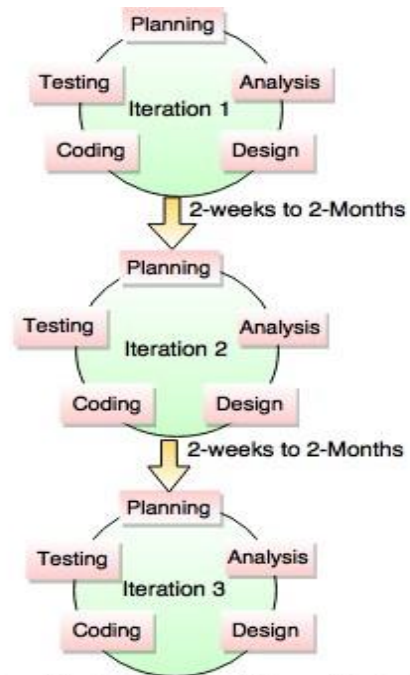 Planning
Testing
Analysis
Iteration 1
Coding
Design
2-weeks to 2-Months
Planning
Testing
Analysis
Iteration 2
Coding
Design
2-weeks to 2-Months
Planning
Testing
Analysis
Iteration 3
Coding
Design